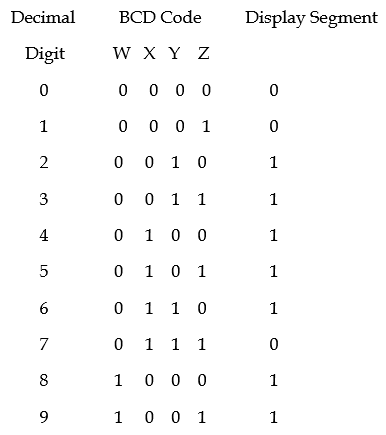 Decimal BCD Code Display Segment
Digit W X Y Z
0 0 0 0 0 0
1 0 0 0 1 0
2 0 0 1 0 1
3 0 0 1 1 1
4 0 1 0 0 1
5 0 1 0 1 1
6 0 1 1 0 1
7 0 1 1 1 0
8 1 0 0 0 1
9 1 0 0 1 1